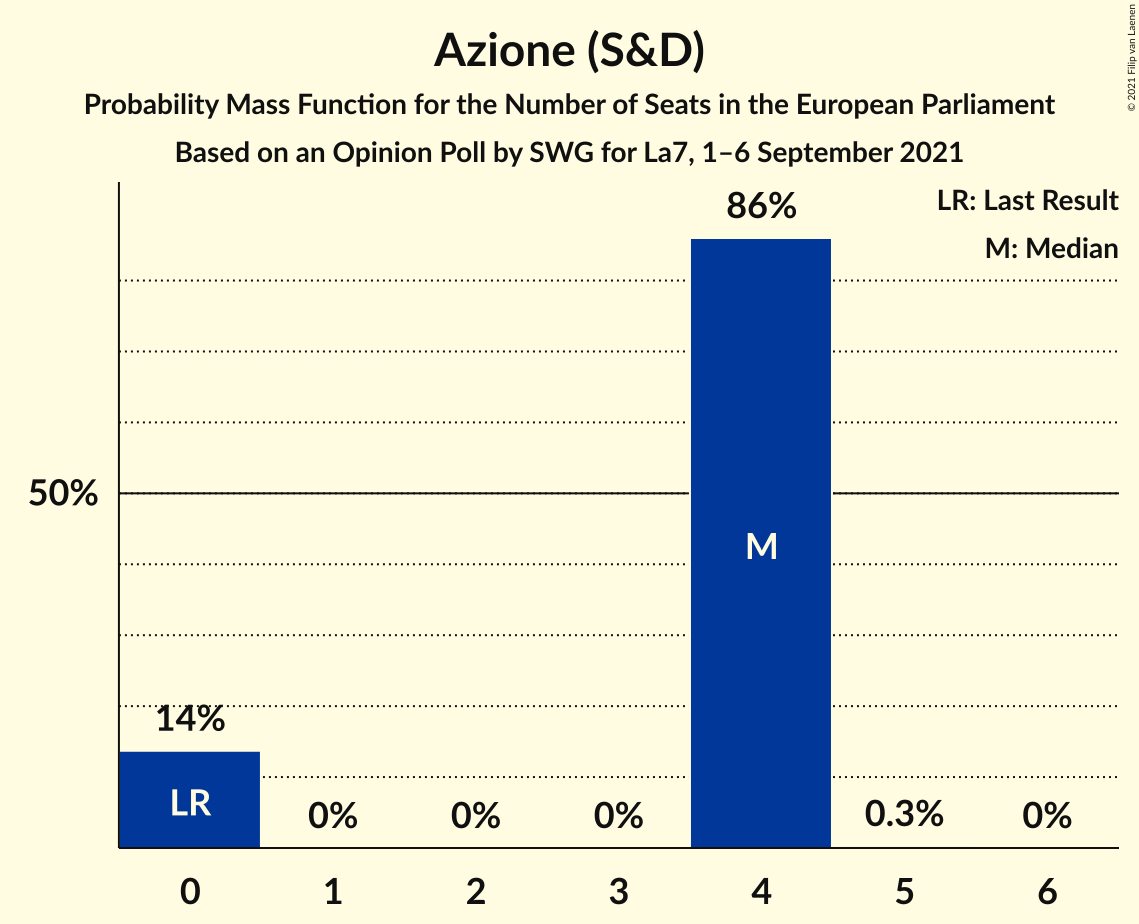 Azione (S&D)
Probability Mass Function for the Number of Seats in the European Parliament
Based on an Opinion Poll by SWG for La7, 1–6 September 2021
© 2021 Filip van Laenen
LR: Last Result
M: Median
86%
50%
M
14%
LR
0%
0%
0%
0.3%
0%
0
1
2
3
4
5
6